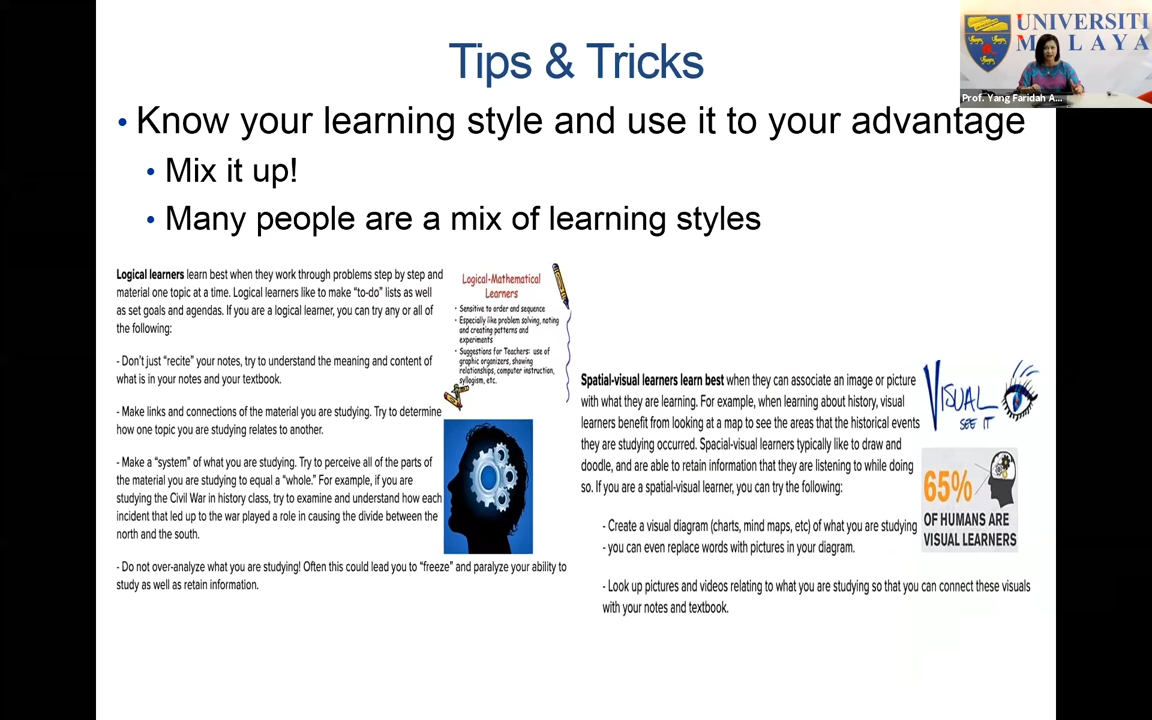 Tips & Tricks
UNIVERSITI
M LAYA
Prof. Yang Faridah A...
• Know your learning style and use it to your advantage
• Mix it up!
• Many people are a mix of learning styles
Logical learners learn best when they work through problems step by step and
material one topic at a time. Logical learners like to make “to-do” lists as well
as set goals and agendas. If you are a logical learner, you can try any or all of
the following:
- Don’t just “recite” your notes, try to understand the meaning and content of
what is in your notes and your textbook.
- Make links and connections of the material you are studying. Try to determine
how one topic you are studying relates to another.
- Make a “system” of what you are studying. Try to perceive all of the parts of
the material you are studying to equal a “whole.” For example, if you are
studying the Civil War in history class, try to examine and understand how each
incident that led up to the war played a role in causing the divide between the
north and the south.
- Do not over-analyze what you are studying! Often this could lead you to “freeze” and paralyze your ability to
study as well as retain information.
Logical-Mathematical
Learners
• Sensitive to order and sequence
• Especially like problem solving, noting
and creating patterns and
experiments
• Suggestions for Teachers: use of
graphic organizers, showing
relationships, computer instruction,
syllogism, etc.
Spatial-visual learners learn best when they can associate an image or picture
with what they are learning. For example, when learning about history, visual
learners benefit from looking at a map to see the areas that the historical events
they are studying occurred. Spacial-visual learners typically like to draw and
doodle, and are able to retain information that they are listening to while doing
so. If you are a spatial-visual learner, you can try the following:
- Create a visual diagram (charts, mind maps, etc) of what you are studying
- you can even replace words with pictures in your diagram.
- Look up pictures and videos relating to what you are studying so that you can connect these visuals
with your notes and textbook.
VISUAL
SEE IT
65%
OF HUMANS ARE
VISUAL LEARNERS